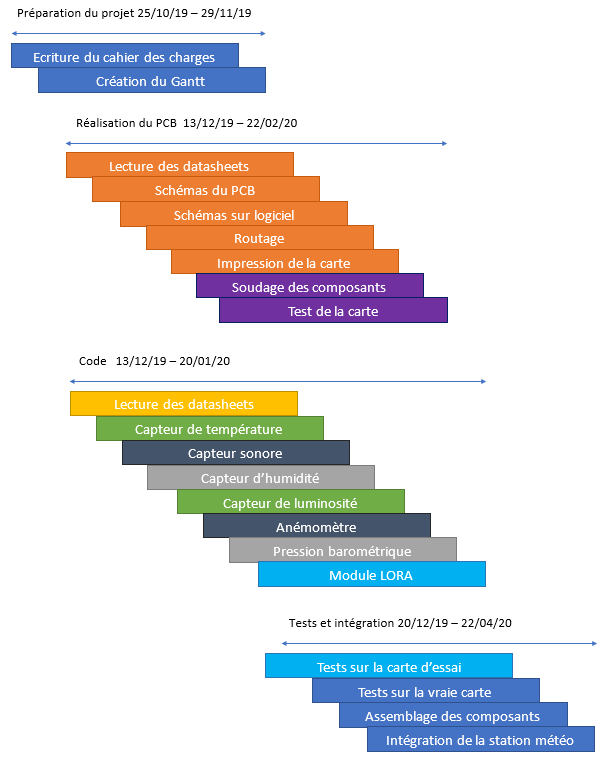 Préparation du projet 25/10/19 – 29/11/19
Ecriture du cahier des charges
Création du Gantt
Réalisation du PCB 13/12/19 – 22/02/20
Lecture des datasheets
Schémas du PCB
Schémas sur logiciel
Routage
Impression de la carte
Soudage des composants
Test de la carte
Code 13/12/19 – 20/01/20
Lecture des datasheets
Capteur de température
Capteur sonore
Capteur d’humidité
Capteur de luminosité
Anémomètre
Pression barométrique
Module LORA
Tests et intégration 20/12/19 – 22/04/20
Tests sur la carte d’essai
Tests sur la vraie carte
Assemblage des composants
Intégration de la station météo